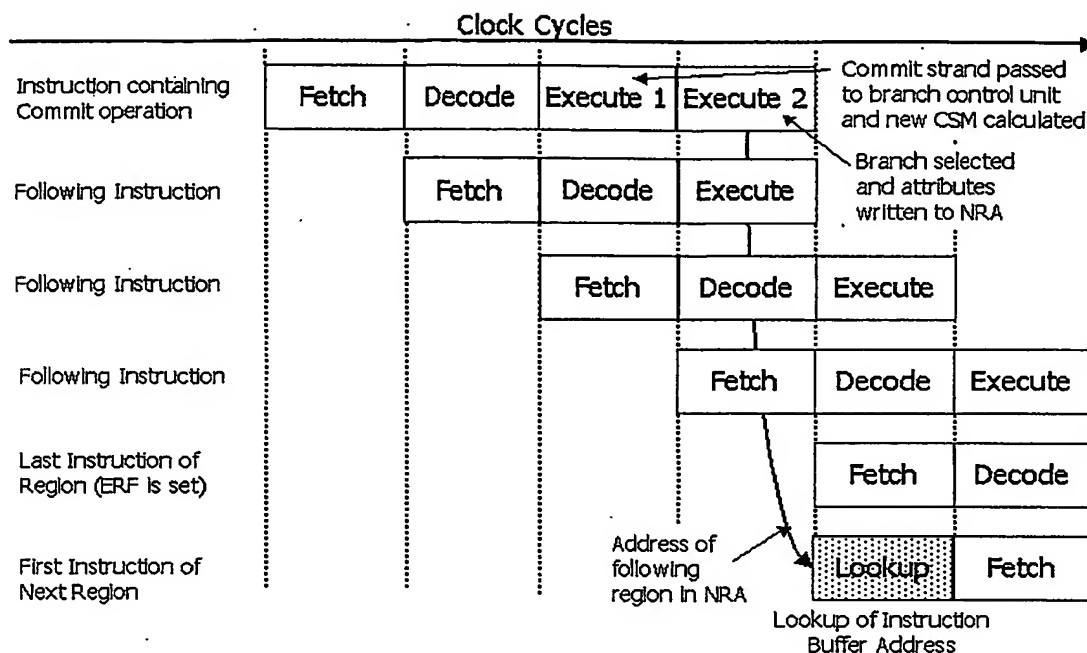 Clock Cycles
Instruction containing
Commit operation
Fetch
Decode
Execute 1
Execute 2
Commit strand passed
to branch control unit
and new CSM calculated
Branch selected
and attributes
written to NRA
Following Instruction
Fetch
Decode
Execute
Following Instruction
Fetch
Decode
Execute
Following Instruction
Fetch
Decode
Execute
Last Instruction of
Region (ERF is set)
Fetch
Decode
First Instruction of
Next Region
Address of
following
region in NRA
Lookup
Fetch
Lookup of Instruction
Buffer Address